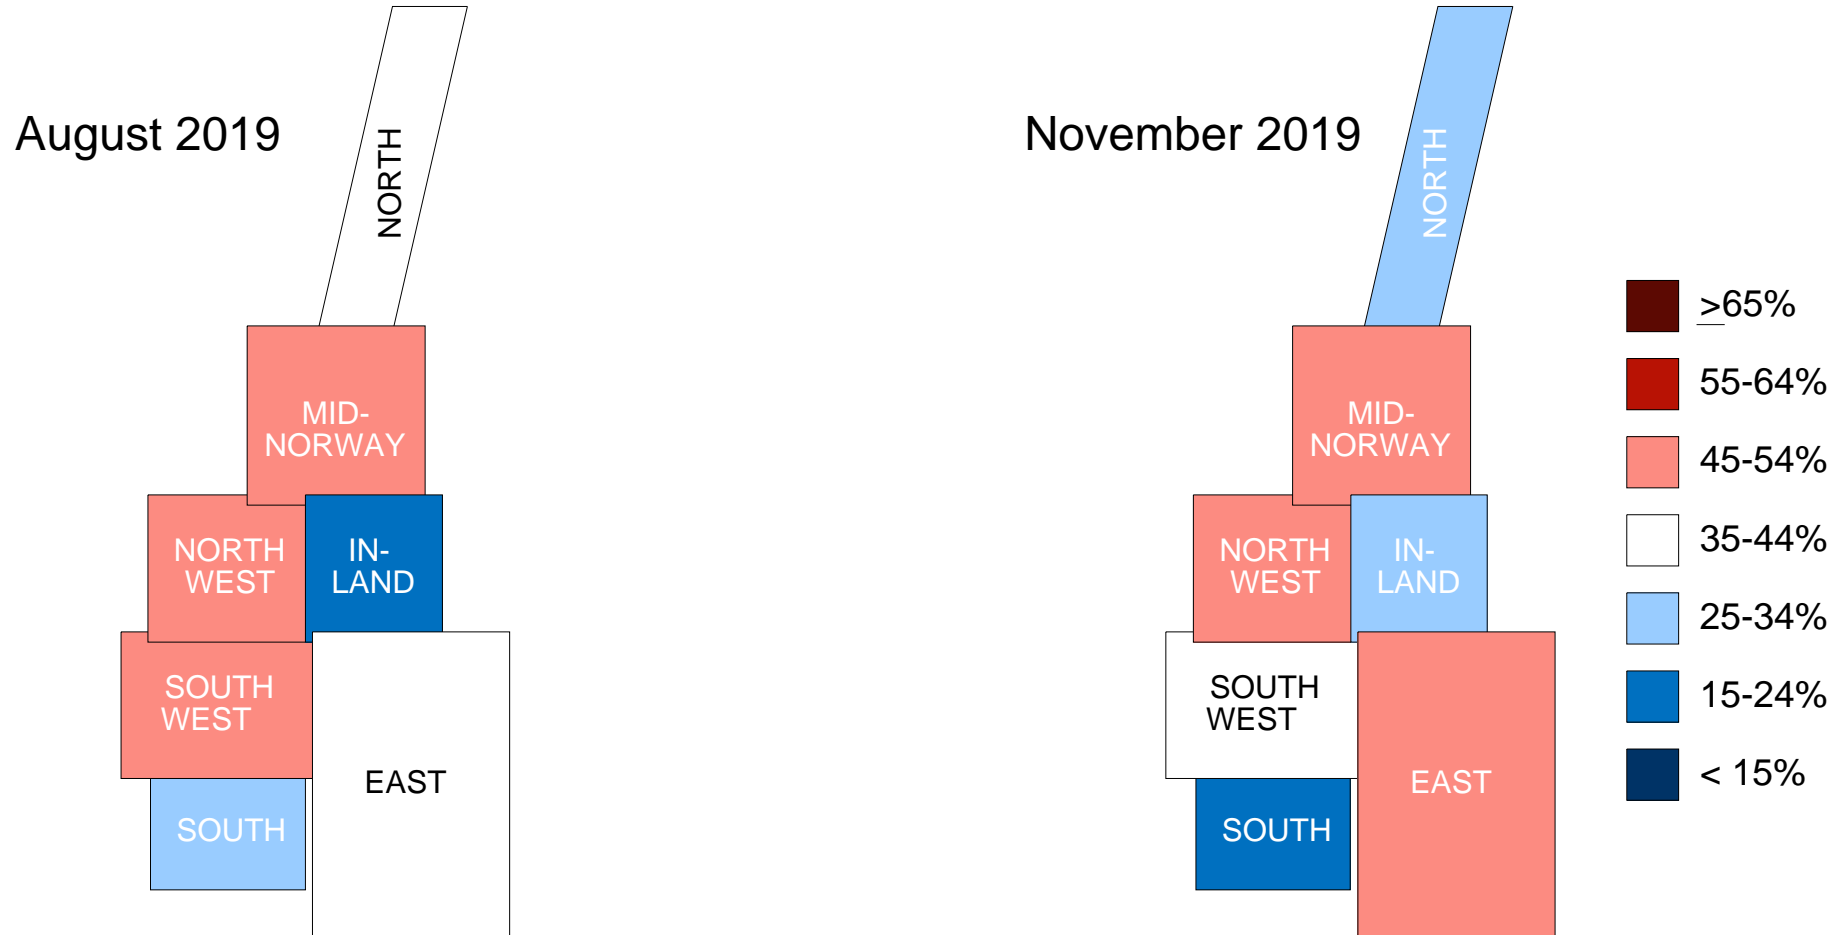 August 2019
NORTH
MID-
NORWAY
NORTH
WEST
IN-
LAND
SOUTH
WEST
EAST
SOUTH
November 2019
NORTH
MID-
NORWAY
NORTH
WEST
IN-
LAND
SOUTH
WEST
EAST
SOUTH
>65%
55-64%
45-54%
35-44%
25-34%
15-24%
< 15%